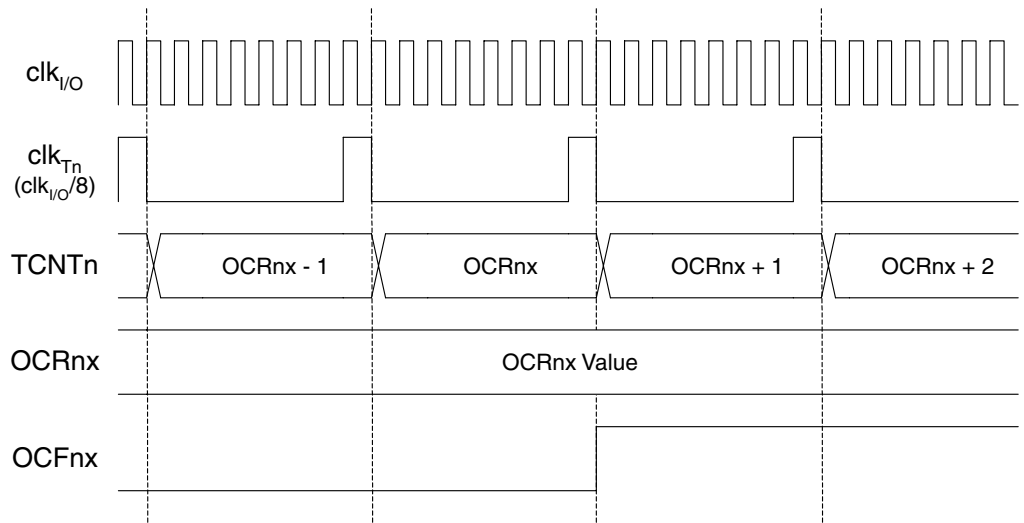 clkI/O
clkTn
(clkI/O/8)
TCNTn
OCRnx - 1
OCRnx
OCRnx + 1
OCRnx + 2
OCRnx
OCRnx Value
OCFnx